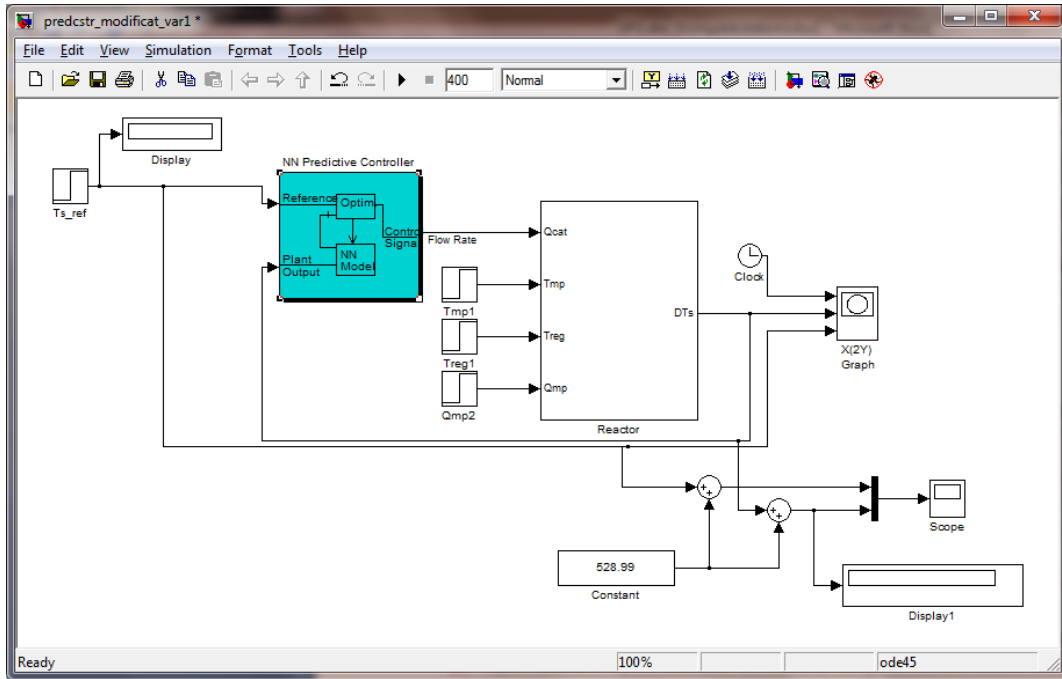 predcstr_modificat_var1 *
File Edit View Simulation Format Tools Help
400 Normal
Display
Ts_ref
NN Predictive Controller
Reference
Optim
Contro
Signal
Plant
Output
NN
Model
Flow Rate
Tmp1
Treg1
Qmp2
Qcat
Tmp
Treg
Qmp
DTs
Reactor
Clock
X(2Y)
Graph
528.99
Constant
Scope
Display1
Ready 100% ode45